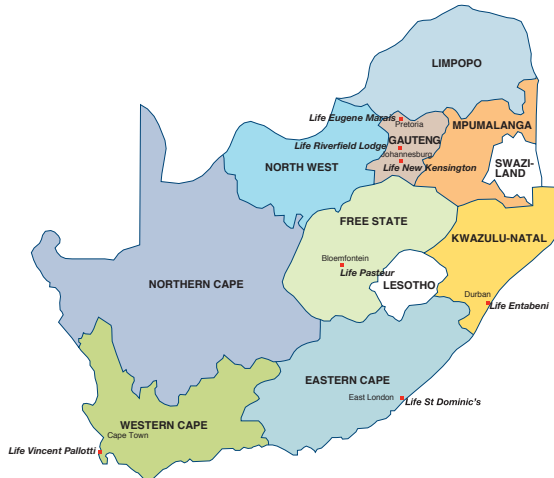 LIMPOPO
Life Eugene Marais
Pretoria
MPUMALANGA
GAUTENG
Life Riverfield Lodge
Johannesburg
NORTH WEST
Life New Kensington
SWAZI-
LAND
FREE STATE
KWAZULU-NATAL
Bloemfontein
Life Pasteur
NORTHERN CAPE
LESOTHO
Durban
Life Entabeni
EASTERN CAPE
East London
Life St Dominic's
WESTERN CAPE
Cape Town
Life Vincent Pallotti